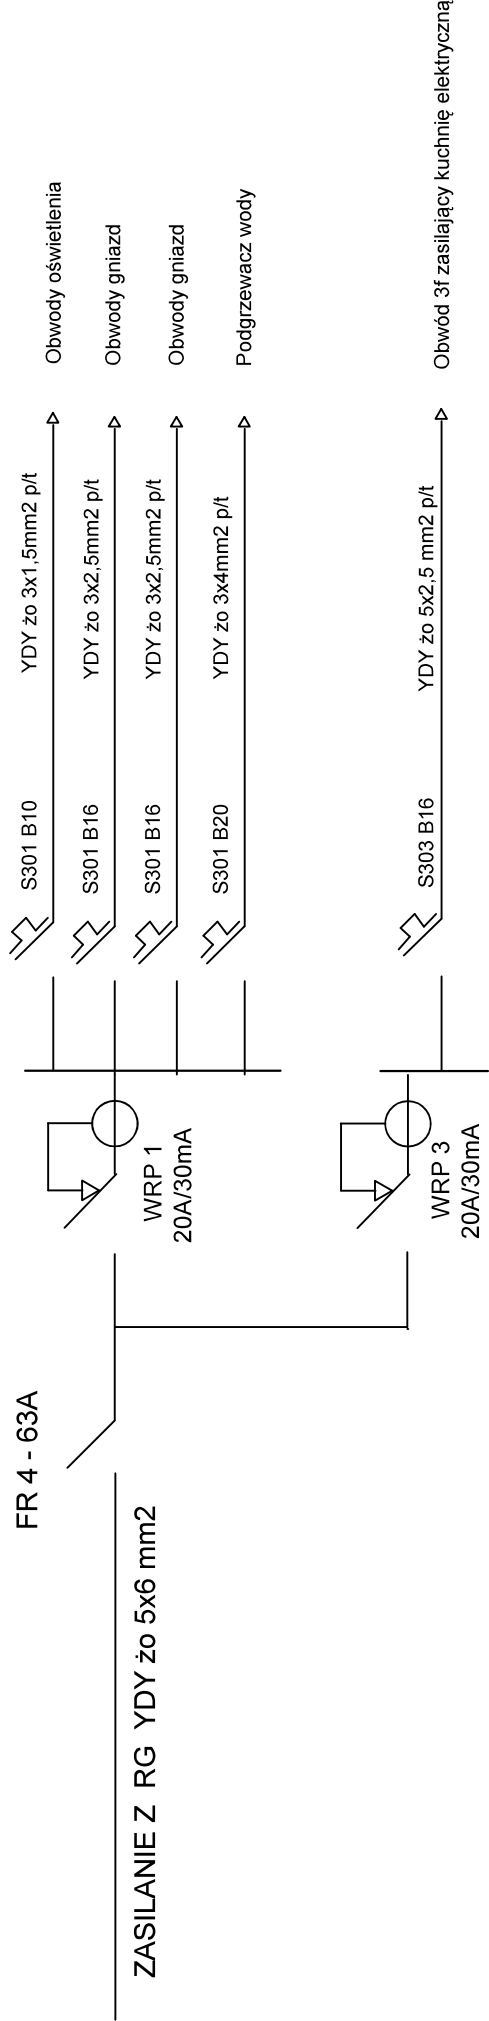 ZASILANIE Z RG YDY żo 5x6 mm2
FR 4 - 63A
WRP 1
20A/30mA
WRP 3
20A/30mA
S301 B10
YDY żo 3x1,5mm2 p/t
Obwody oświetlenia
S301 B16
YDY żo 3x2,5mm2 p/t
Obwody gniazd
S301 B16
YDY żo 3x2,5mm2 p/t
Obwody gniazd
S301 B20
YDY żo 3x4mm2 p/t
Podgrzewacz wody
S303 B16
YDY żo 5x2,5 mm2 p/t
Obwód 3f zasilający kuchnię elektryczną